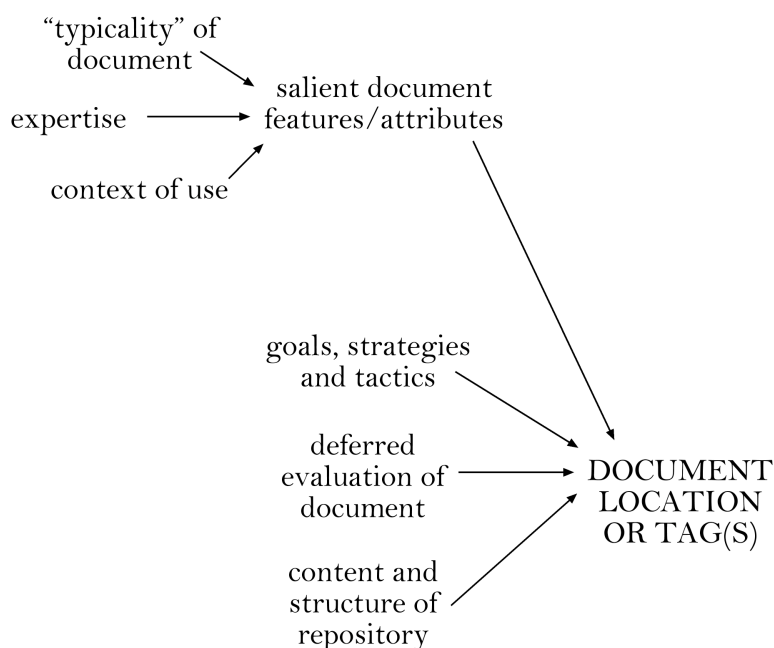 “typicality” of
document
salient document
features/attributes
expertise
context of use
goals, strategies
and tactics
deferred
evaluation of
document
DOCUMENT
LOCATION
OR TAG(S)
content and
structure of
repository